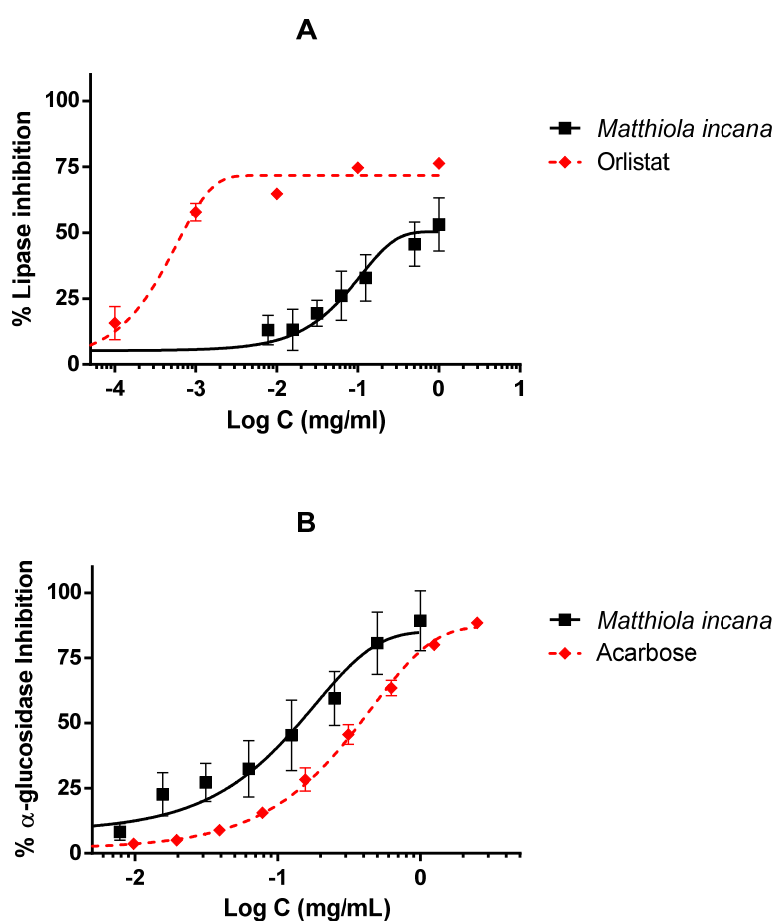 A
% Lipase inhibition
100
75
50
25
0
-4 -3 -2 -1 0 1
Log C (mg/ml)
Matthiola incana
Orlistat
B
% α-glucosidase Inhibition
100
75
50
25
0
-2 -1 0
Log C (mg/mL)
Matthiola incana
Acarbose